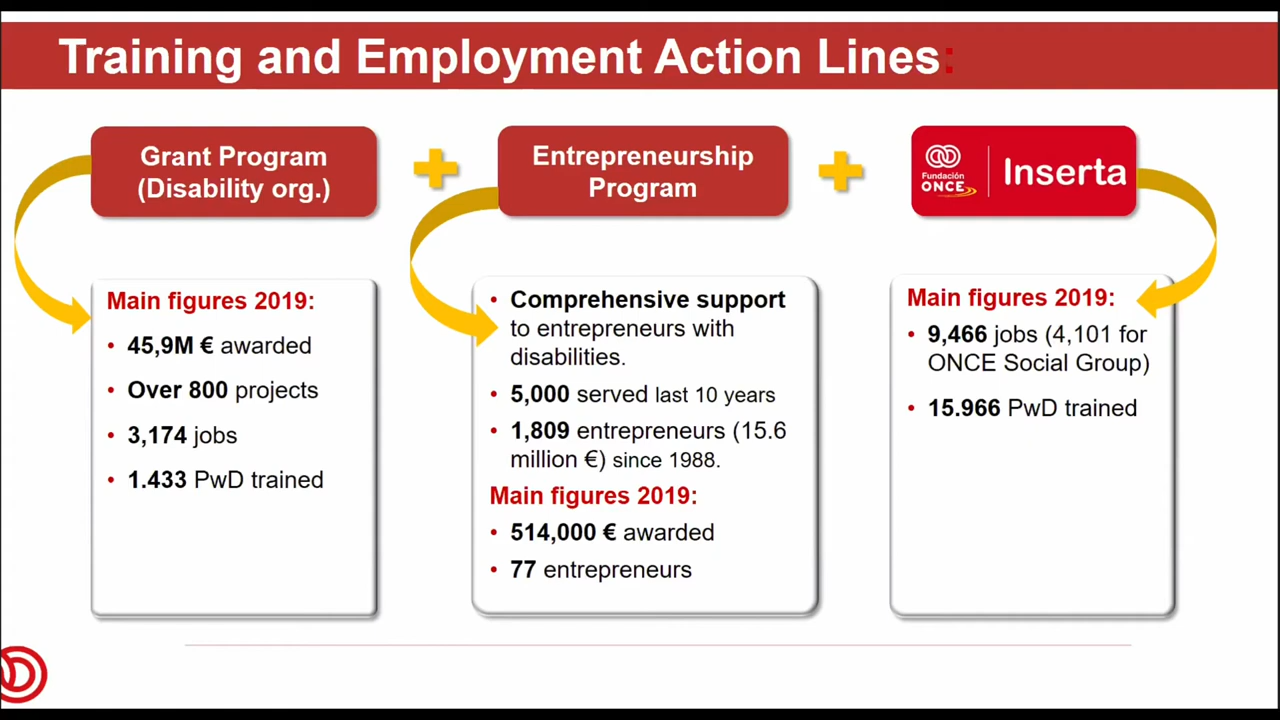 Training and Employment Action Lines:
Grant Program
(Disability org.)
Entrepreneurship
Program
Fundación
ONCE
Inserta
Main figures 2019:
• 45,9M € awarded
• Over 800 projects
• 3,174 jobs
• 1.433 PwD trained
• Comprehensive support
to entrepreneurs with
disabilities.
• 5,000 served last 10 years
• 1,809 entrepreneurs (15.6
million €) since 1988.
Main figures 2019:
• 514,000 € awarded
• 77 entrepreneurs
Main figures 2019:
• 9,466 jobs (4,101 for
ONCE Social Group)
• 15.966 PwD trained